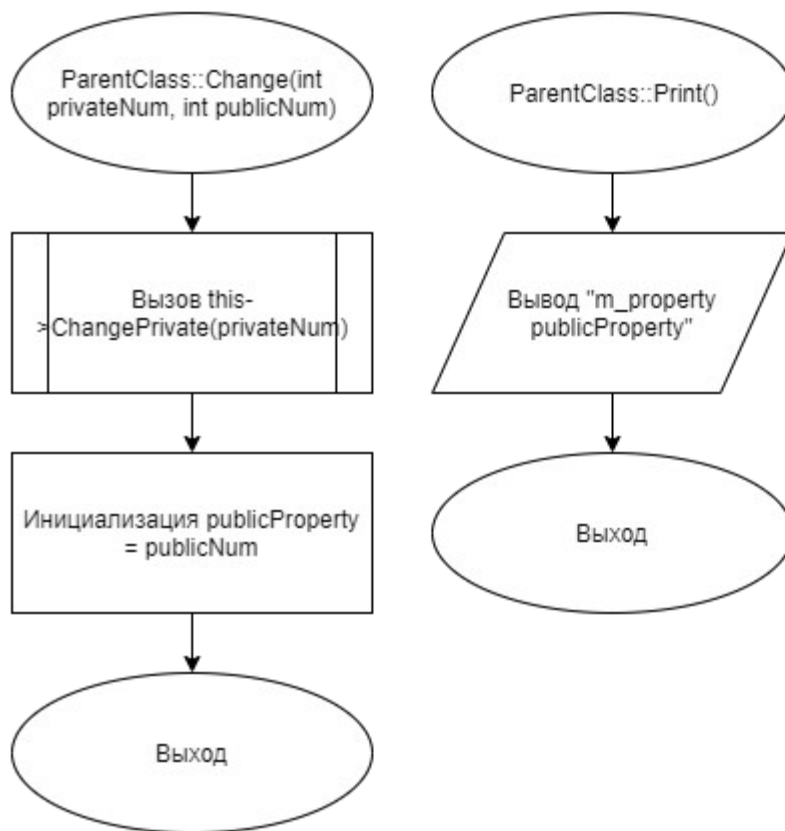 ParentClass::Change(int
privateNum, int publicNum)
Вызов this-
>ChangePrivate(privateNum)
Инициализация publicProperty
= publicNum
Выход
ParentClass::Print()
Вывод "m_property
publicProperty"
Выход